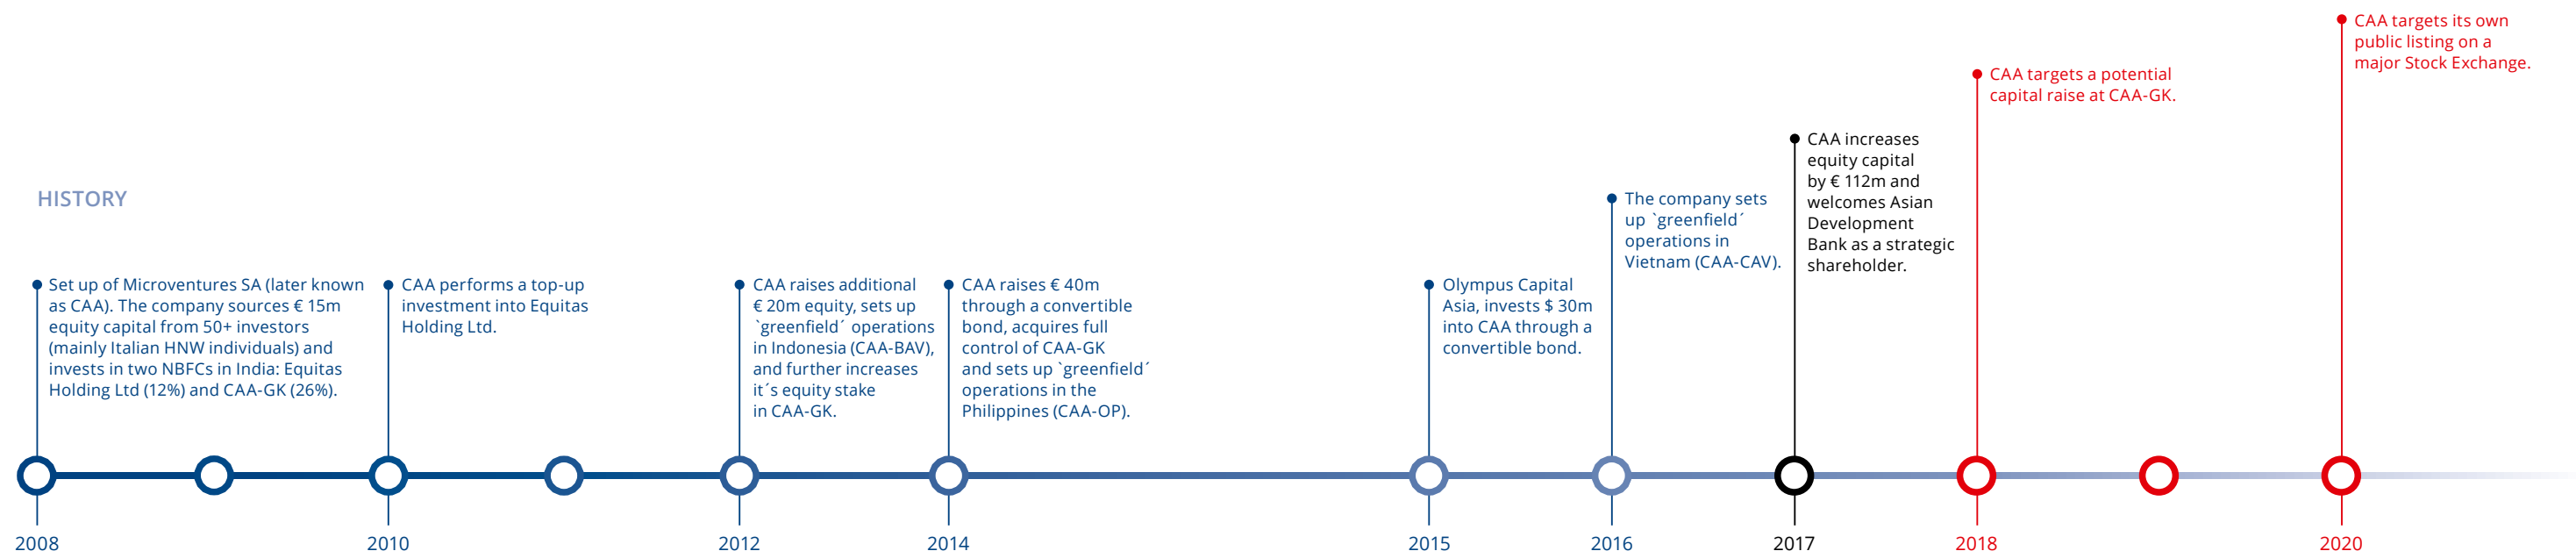 HISTORY
Set up of Microventures SA (later known
as CAA). The company sources € 15m
equity capital from 50+ investors
(mainly Italian HNW individuals) and
invests in two NBFCs in India: Equitas
Holding Ltd (12%) and CAA-GK (26%).
CAA performs a top-up
investment into Equitas
Holding Ltd.
CAA raises additional
€ 20m equity, sets up
`greenfield´ operations
in Indonesia (CAA-BAV),
and further increases
it´s equity stake
in CAA-GK.
CAA raises € 40m
through a convertible
bond, acquires full
control of CAA-GK
and sets up `greenfield´
operations in the
Philippines (CAA-OP).
Olympus Capital
Asia, invests $ 30m
into CAA through a
convertible bond.
The company sets
up `greenfield´
operations in
Vietnam (CAA-CAV).
CAA increases
equity capital
by € 112m and
welcomes Asian
Development
Bank as a strategic
shareholder.
CAA targets a potential
capital raise at CAA-GK.
CAA targets its own
public listing on a
major Stock Exchange.
2008
2010
2012
2014
2015
2016
2017
2018
2020